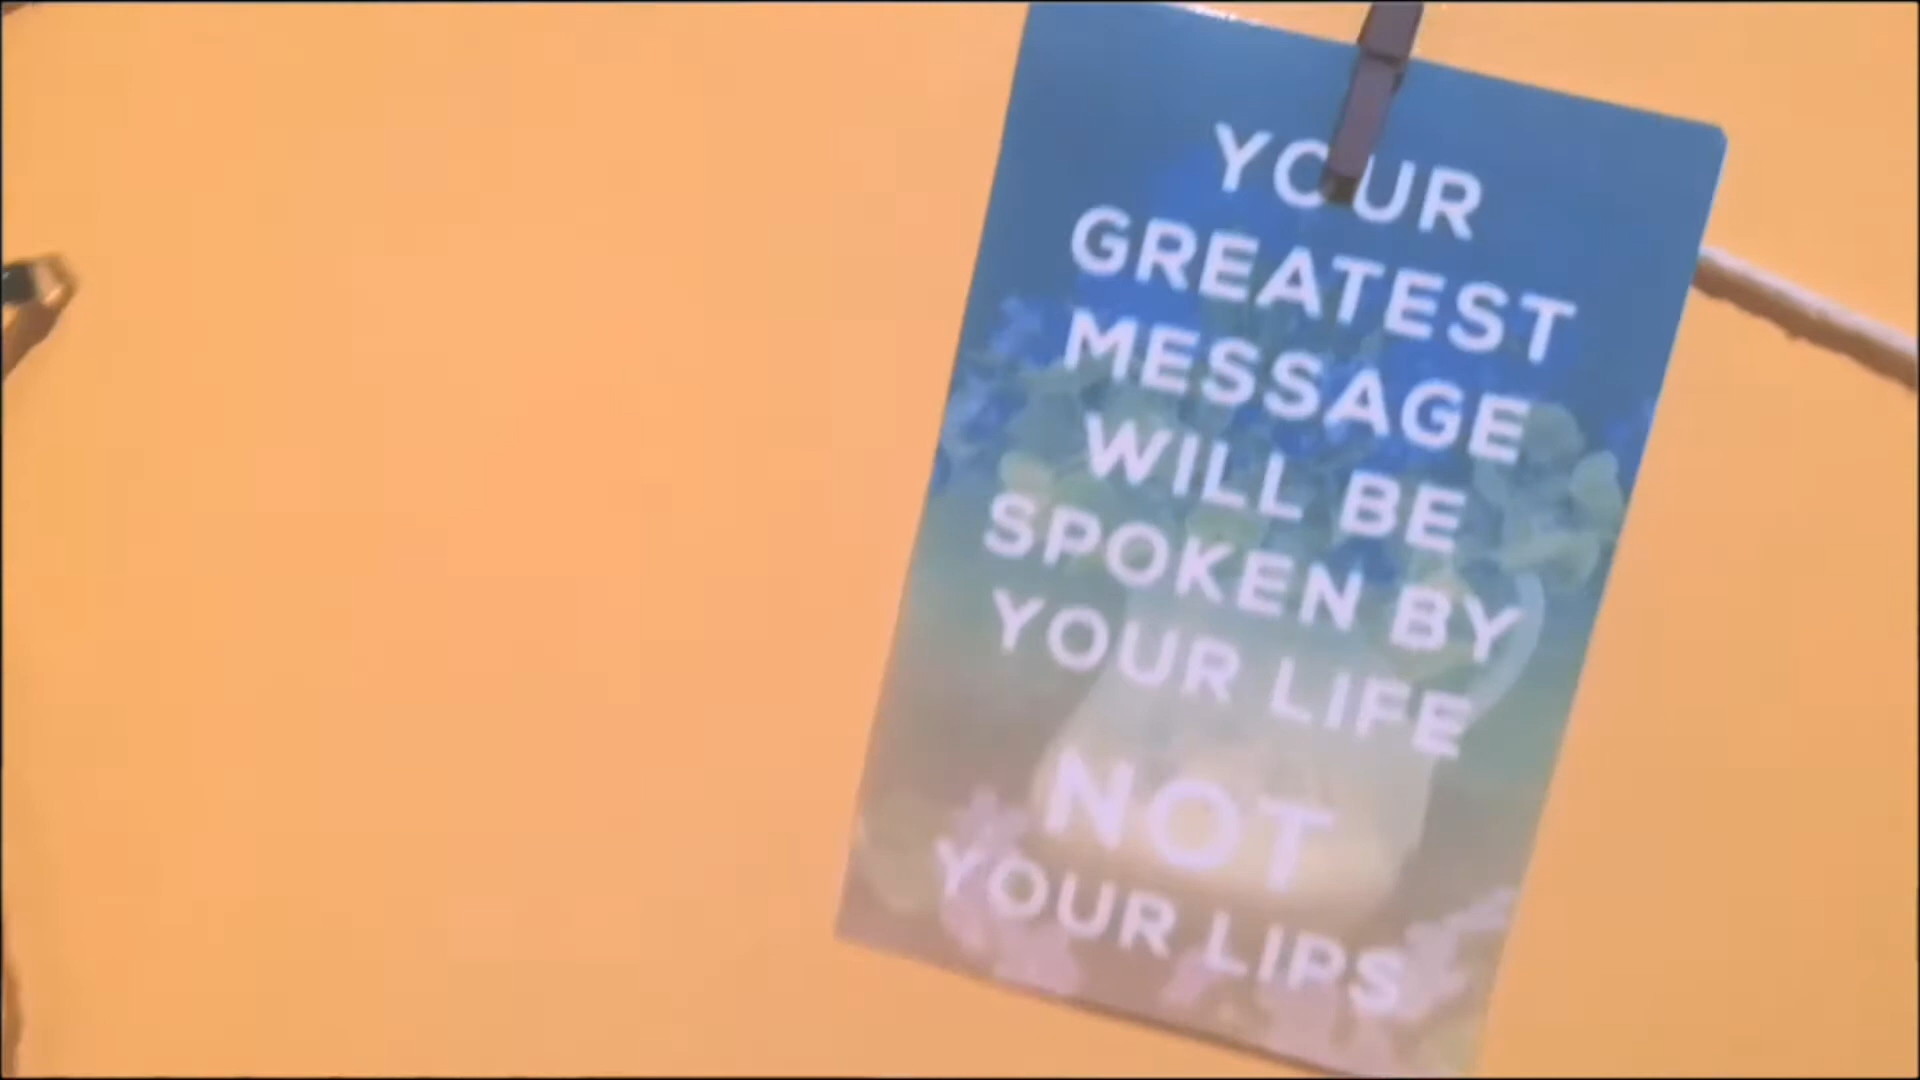 YOUR
GREATEST
MESSAGE
WILL BE
SPOKEN BY
YOUR LIFE
NOT
YOUR LIPS